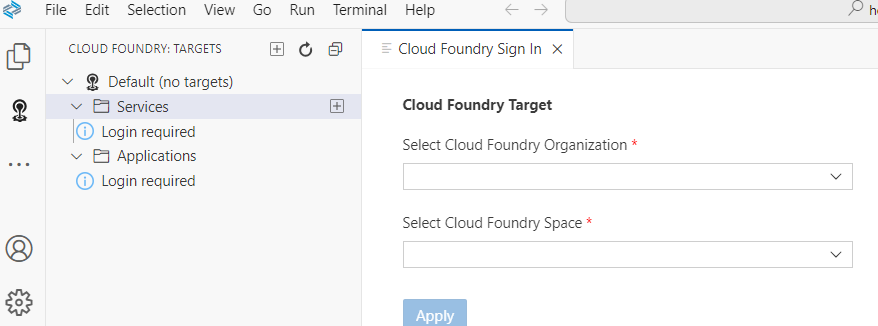 File Edit Selection View Go Run Terminal Help
CLOUD FOUNDRY: TARGETS
Default (no targets)
Services
Login required
Applications
Login required
Cloud Foundry Sign In
Cloud Foundry Target
Select Cloud Foundry Organization *
Select Cloud Foundry Space *
Apply